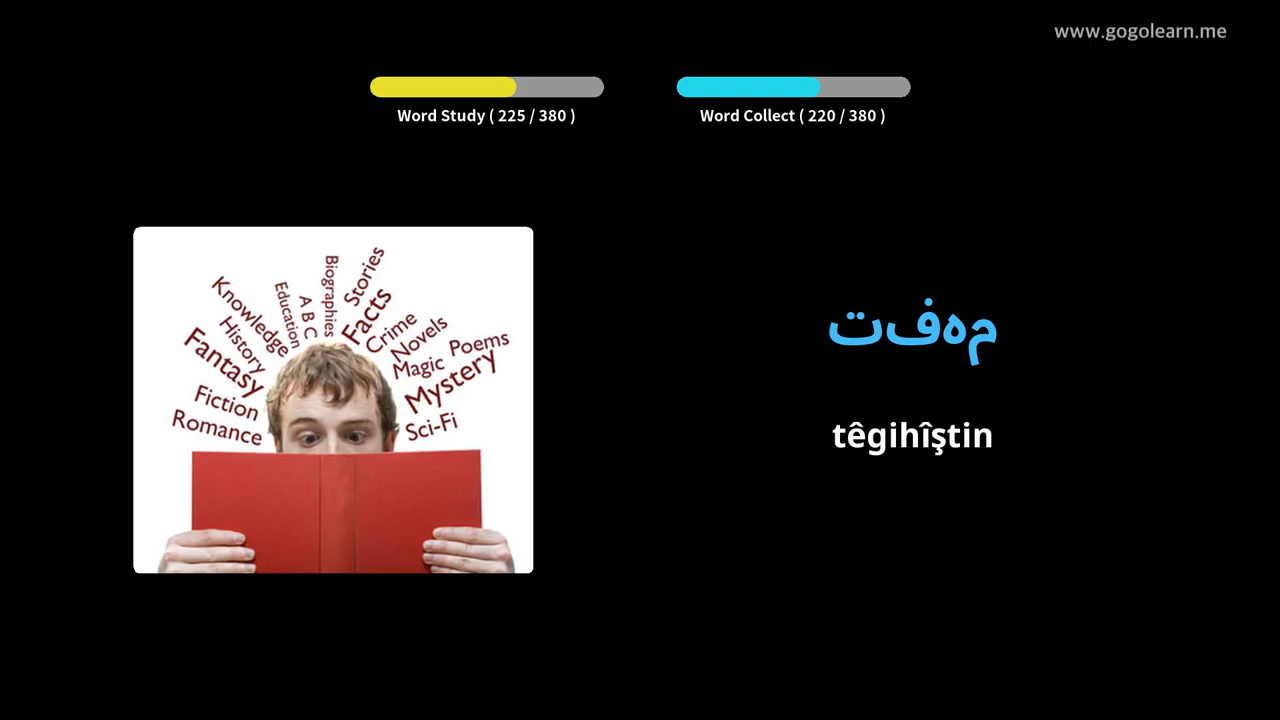 www.gogolearn.me
Word Study ( 225 / 380 )
Word Collect ( 220 / 380 )
Knowledge
Education
A B C
Biographies
Stories
Facts
Crime
Novels
Poems
Magic
Mystery
Sci-Fi
History
Fantasy
Fiction
Romance
مهفت
têgihîştin